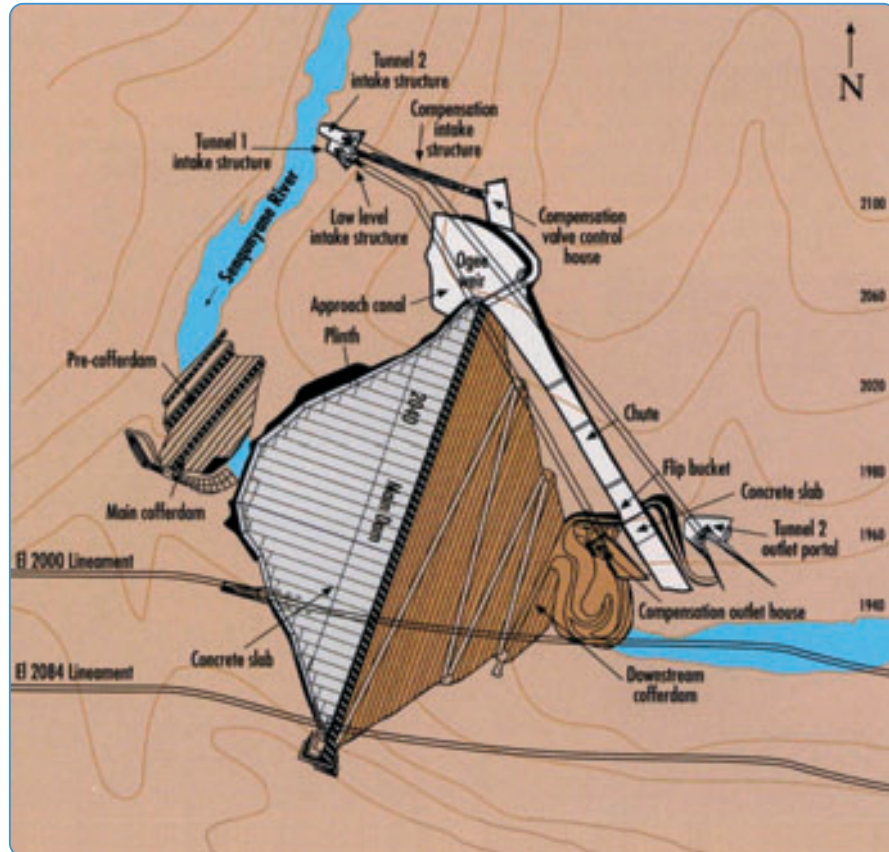 Tunnel 2
intake structure
N
Compensation
intake
structure
Tunnel 1
intake structure
Senqunyane River
Low level
intake structure
Compensation
valve control
house
2100
Ogee
weir
Approach canal
2060
Plinth
Pre-cofferdam
2040
2020
Chute
Main Dam
Flip bucket
1980
Concrete slab
Main cofferdam
Tunnel 2
outlet portal
1960
El 2000 Lineament
Compensation outlet house
1940
Concrete slab
El 2084 Lineament
Downstream
cofferdam